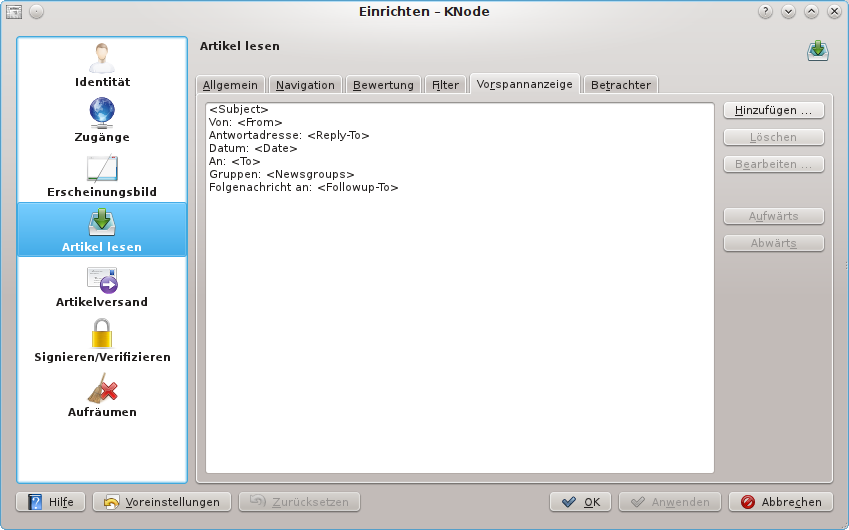 Einrichten – KNode
Identität
Zugänge
Erscheinungsbild
Artikel lesen
Artikelversand
Signieren/Verifizieren
Aufräumen
Artikel lesen
Allgemein
Navigation
Bewertung
Filter
Vorspannanzeige
Betrachter
<Subject>
Von: <From>
Antwortadresse: <Reply-To>
Datum: <Date>
An: <To>
Gruppen: <Newsgroups>
Folgenachricht an: <Followup-To>
Hinzufügen ...
Löschen
Bearbeiten ...
Aufwärts
Abwärts
Hilfe
Voreinstellungen
Zurücksetzen
OK
Anwenden
Abbrechen